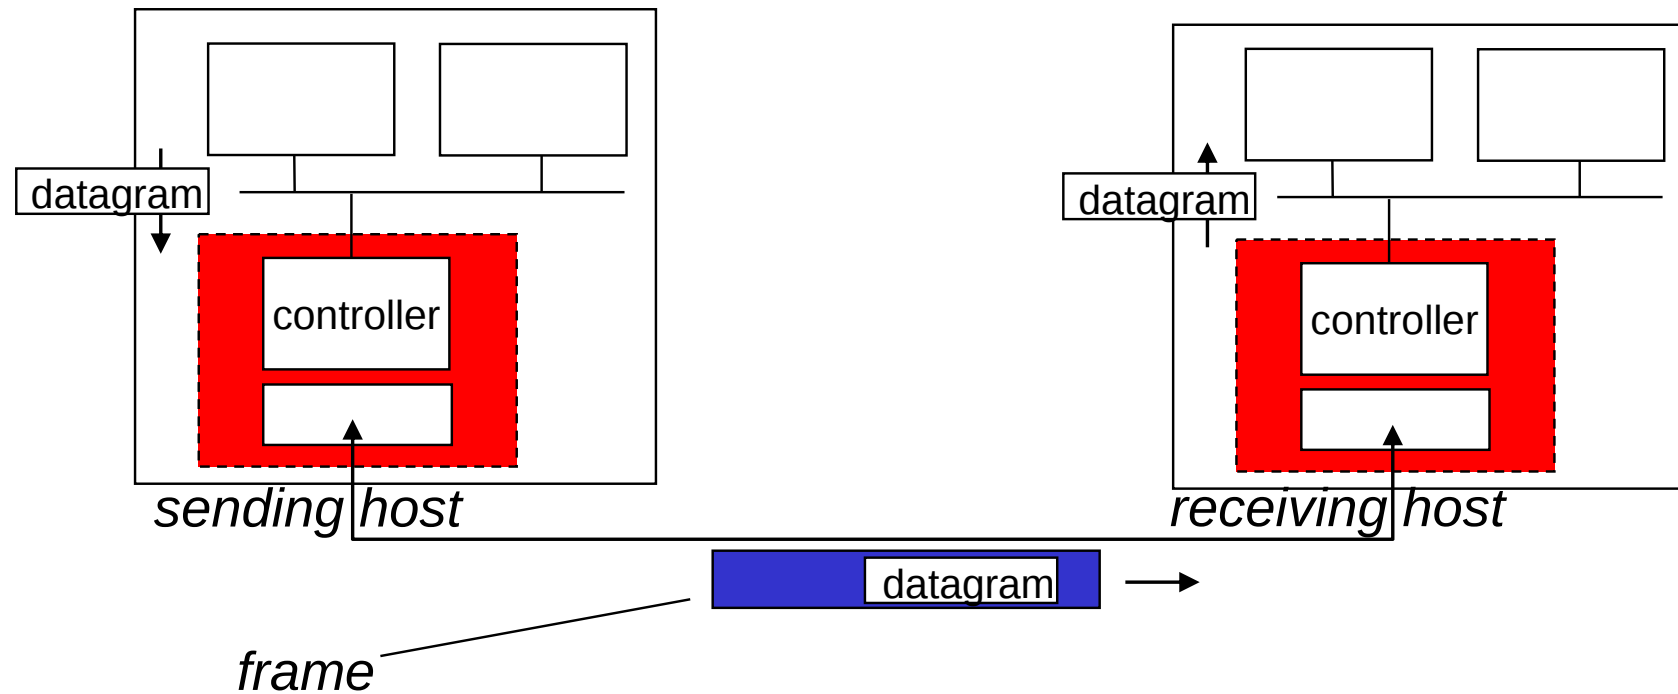 datagram
datagram
controller
controller
sending host
receiving host
datagram
frame